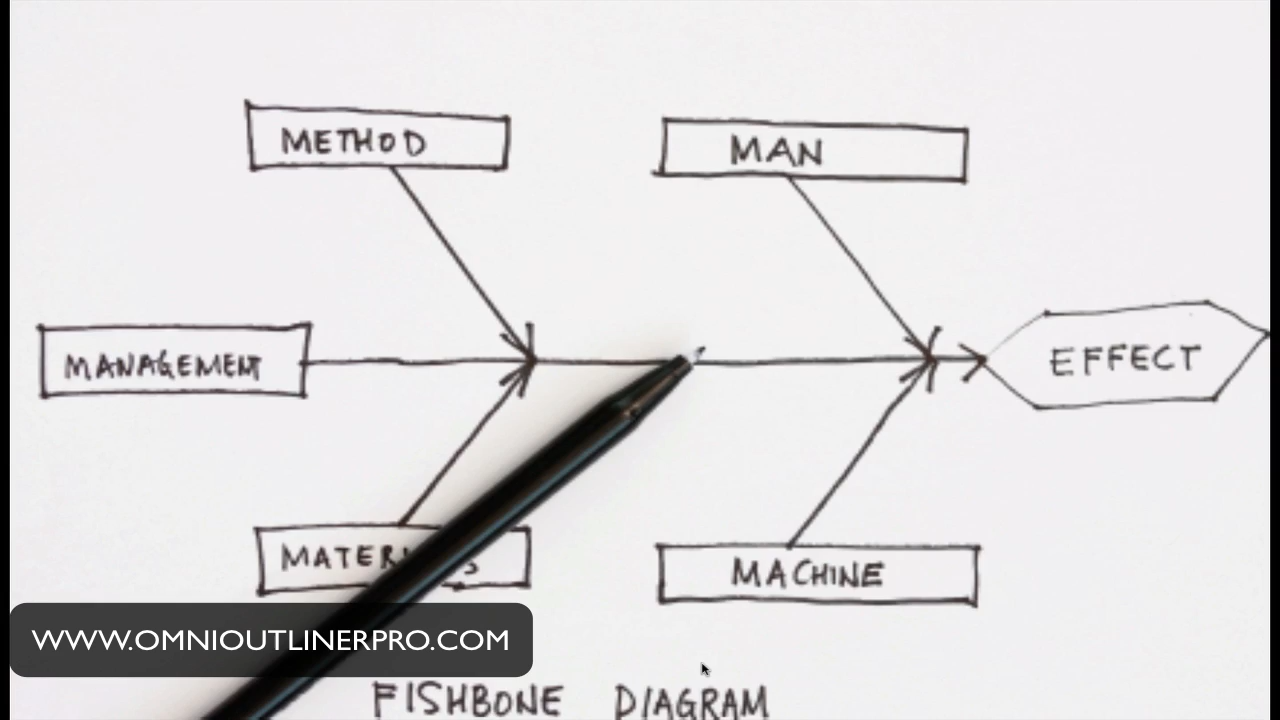 METHOD
MAN
MANAGEMENT
EFFECT
MACHINE
WWW.OMNIOUTLINERPRO.COM
FISHBONE DIAGRAM